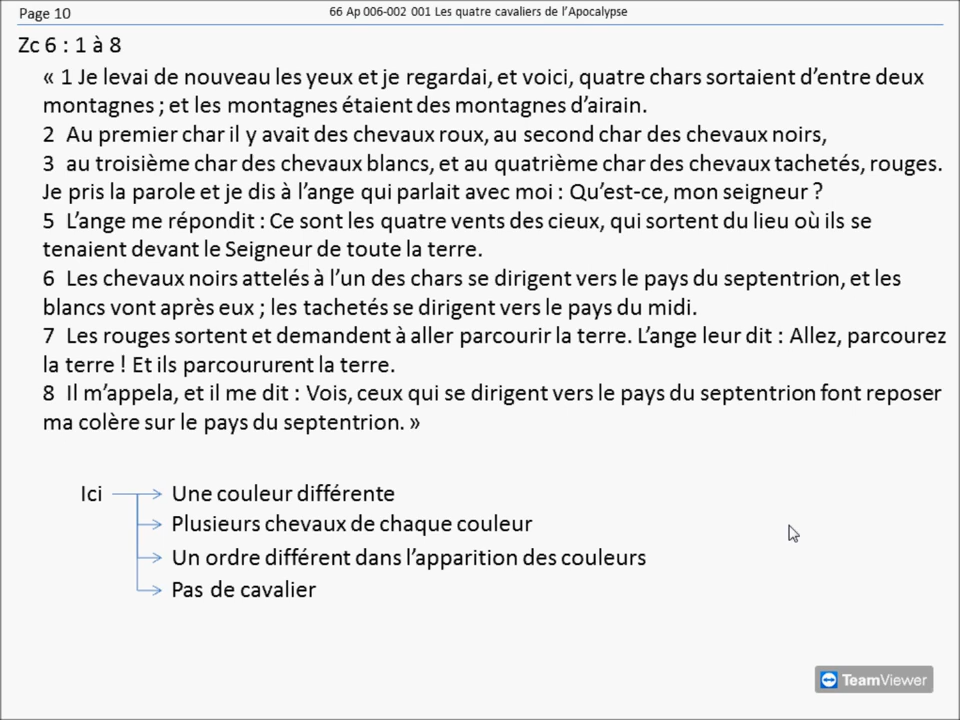 Page 10
66 Ap 006-002 001 Les quatre cavaliers de l’Apocalypse
Zc 6 : 1 à 8
« 1 Je levai de nouveau les yeux et je regardai, et voici, quatre chars sortaient d’entre deux
montagnes ; et les montagnes étaient des montagnes d’airain.
2 Au premier char il y avait des chevaux roux, au second char des chevaux noirs,
3 au troisième char des chevaux blancs, et au quatrième char des chevaux tachetés, rouges.
Je pris la parole et je dis à l’ange qui parlait avec moi : Qu’est-ce, mon seigneur ?
5 L’ange me répondit : Ce sont les quatre vents des cieux, qui sortent du lieu où ils se
tenaient devant le Seigneur de toute la terre.
6 Les chevaux noirs attelés à l’un des chars se dirigent vers le pays du septentrion, et les
blancs vont après eux ; les tachetés se dirigent vers le pays du midi.
7 Les rouges sortent et demandent à aller parcourir la terre. L’ange leur dit : Allez, parcourez
la terre ! Et ils parcoururent la terre.
8 Il m’appela, et il me dit : Vois, ceux qui se dirigent vers le pays du septentrion font reposer
ma colère sur le pays du septentrion. »
Ici
Une couleur différente
Plusieurs chevaux de chaque couleur
Un ordre différent dans l’apparition des couleurs
Pas de cavalier
TeamViewer